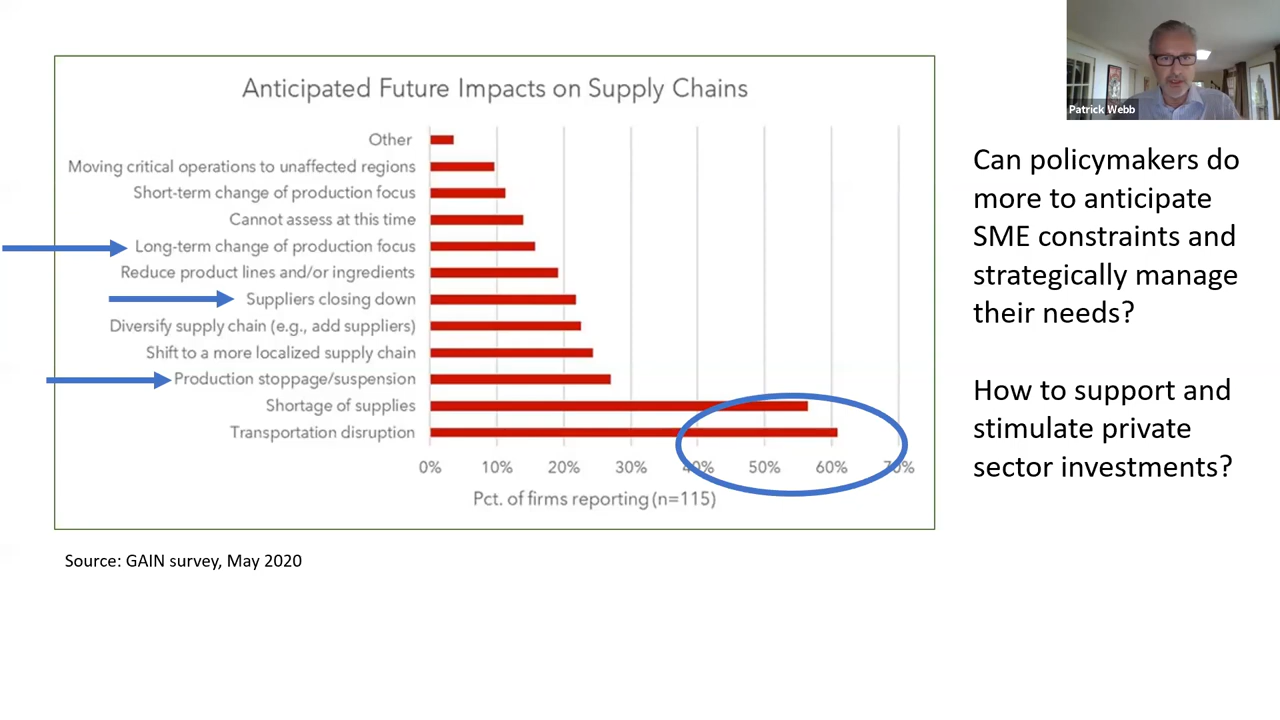 Patrick Webb
Anticipated Future Impacts on Supply Chains
Other
Moving critical operations to unaffected regions
Short-term change of production focus
Cannot assess at this time
Long-term change of production focus
Reduce product lines and/or ingredients
Suppliers closing down
Diversify supply chain (e.g., add suppliers)
Shift to a more localized supply chain
Production stoppage/suspension
Shortage of supplies
Transportation disruption
0% 10% 20% 30% 40% 50% 60% 70%
Pct. of firms reporting (n=115)
Source: GAIN survey, May 2020
Can policymakers do
more to anticipate
SME constraints and
strategically manage
their needs?
How to support and
stimulate private
sector investments?